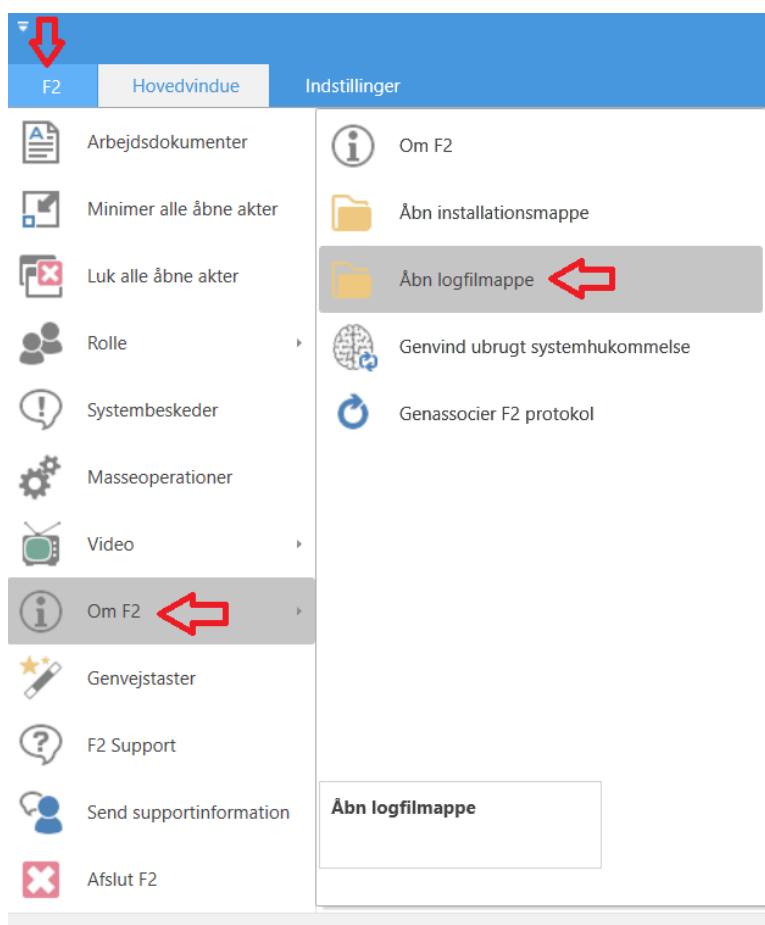 F2
Hovedvindue
Indstillinger
Arbejdsdokumenter
Minimer alle åbne akter
Luk alle åbne akter
Rolle
Systembeskeder
Masseoperationer
Video
Om F2
Genvejstaster
F2 Support
Send supportinformation
Afslut F2
Om F2
Åbn installationsmappe
Åbn logfilmappe
Genvind ubrugt systemhukommelse
Genassocier F2 protokol
Åbn logfilmappe